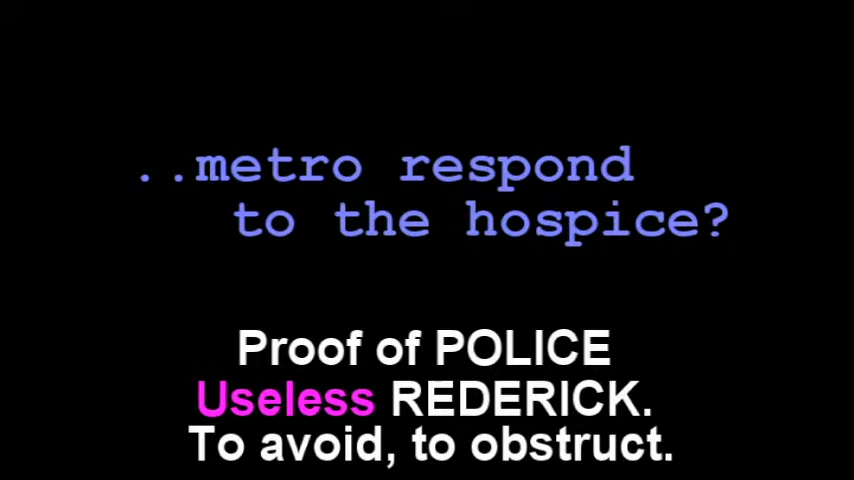 ..metro respond
to the hospice?
Proof of POLICE
Useless REDERICK.
To avoid, to obstruct.